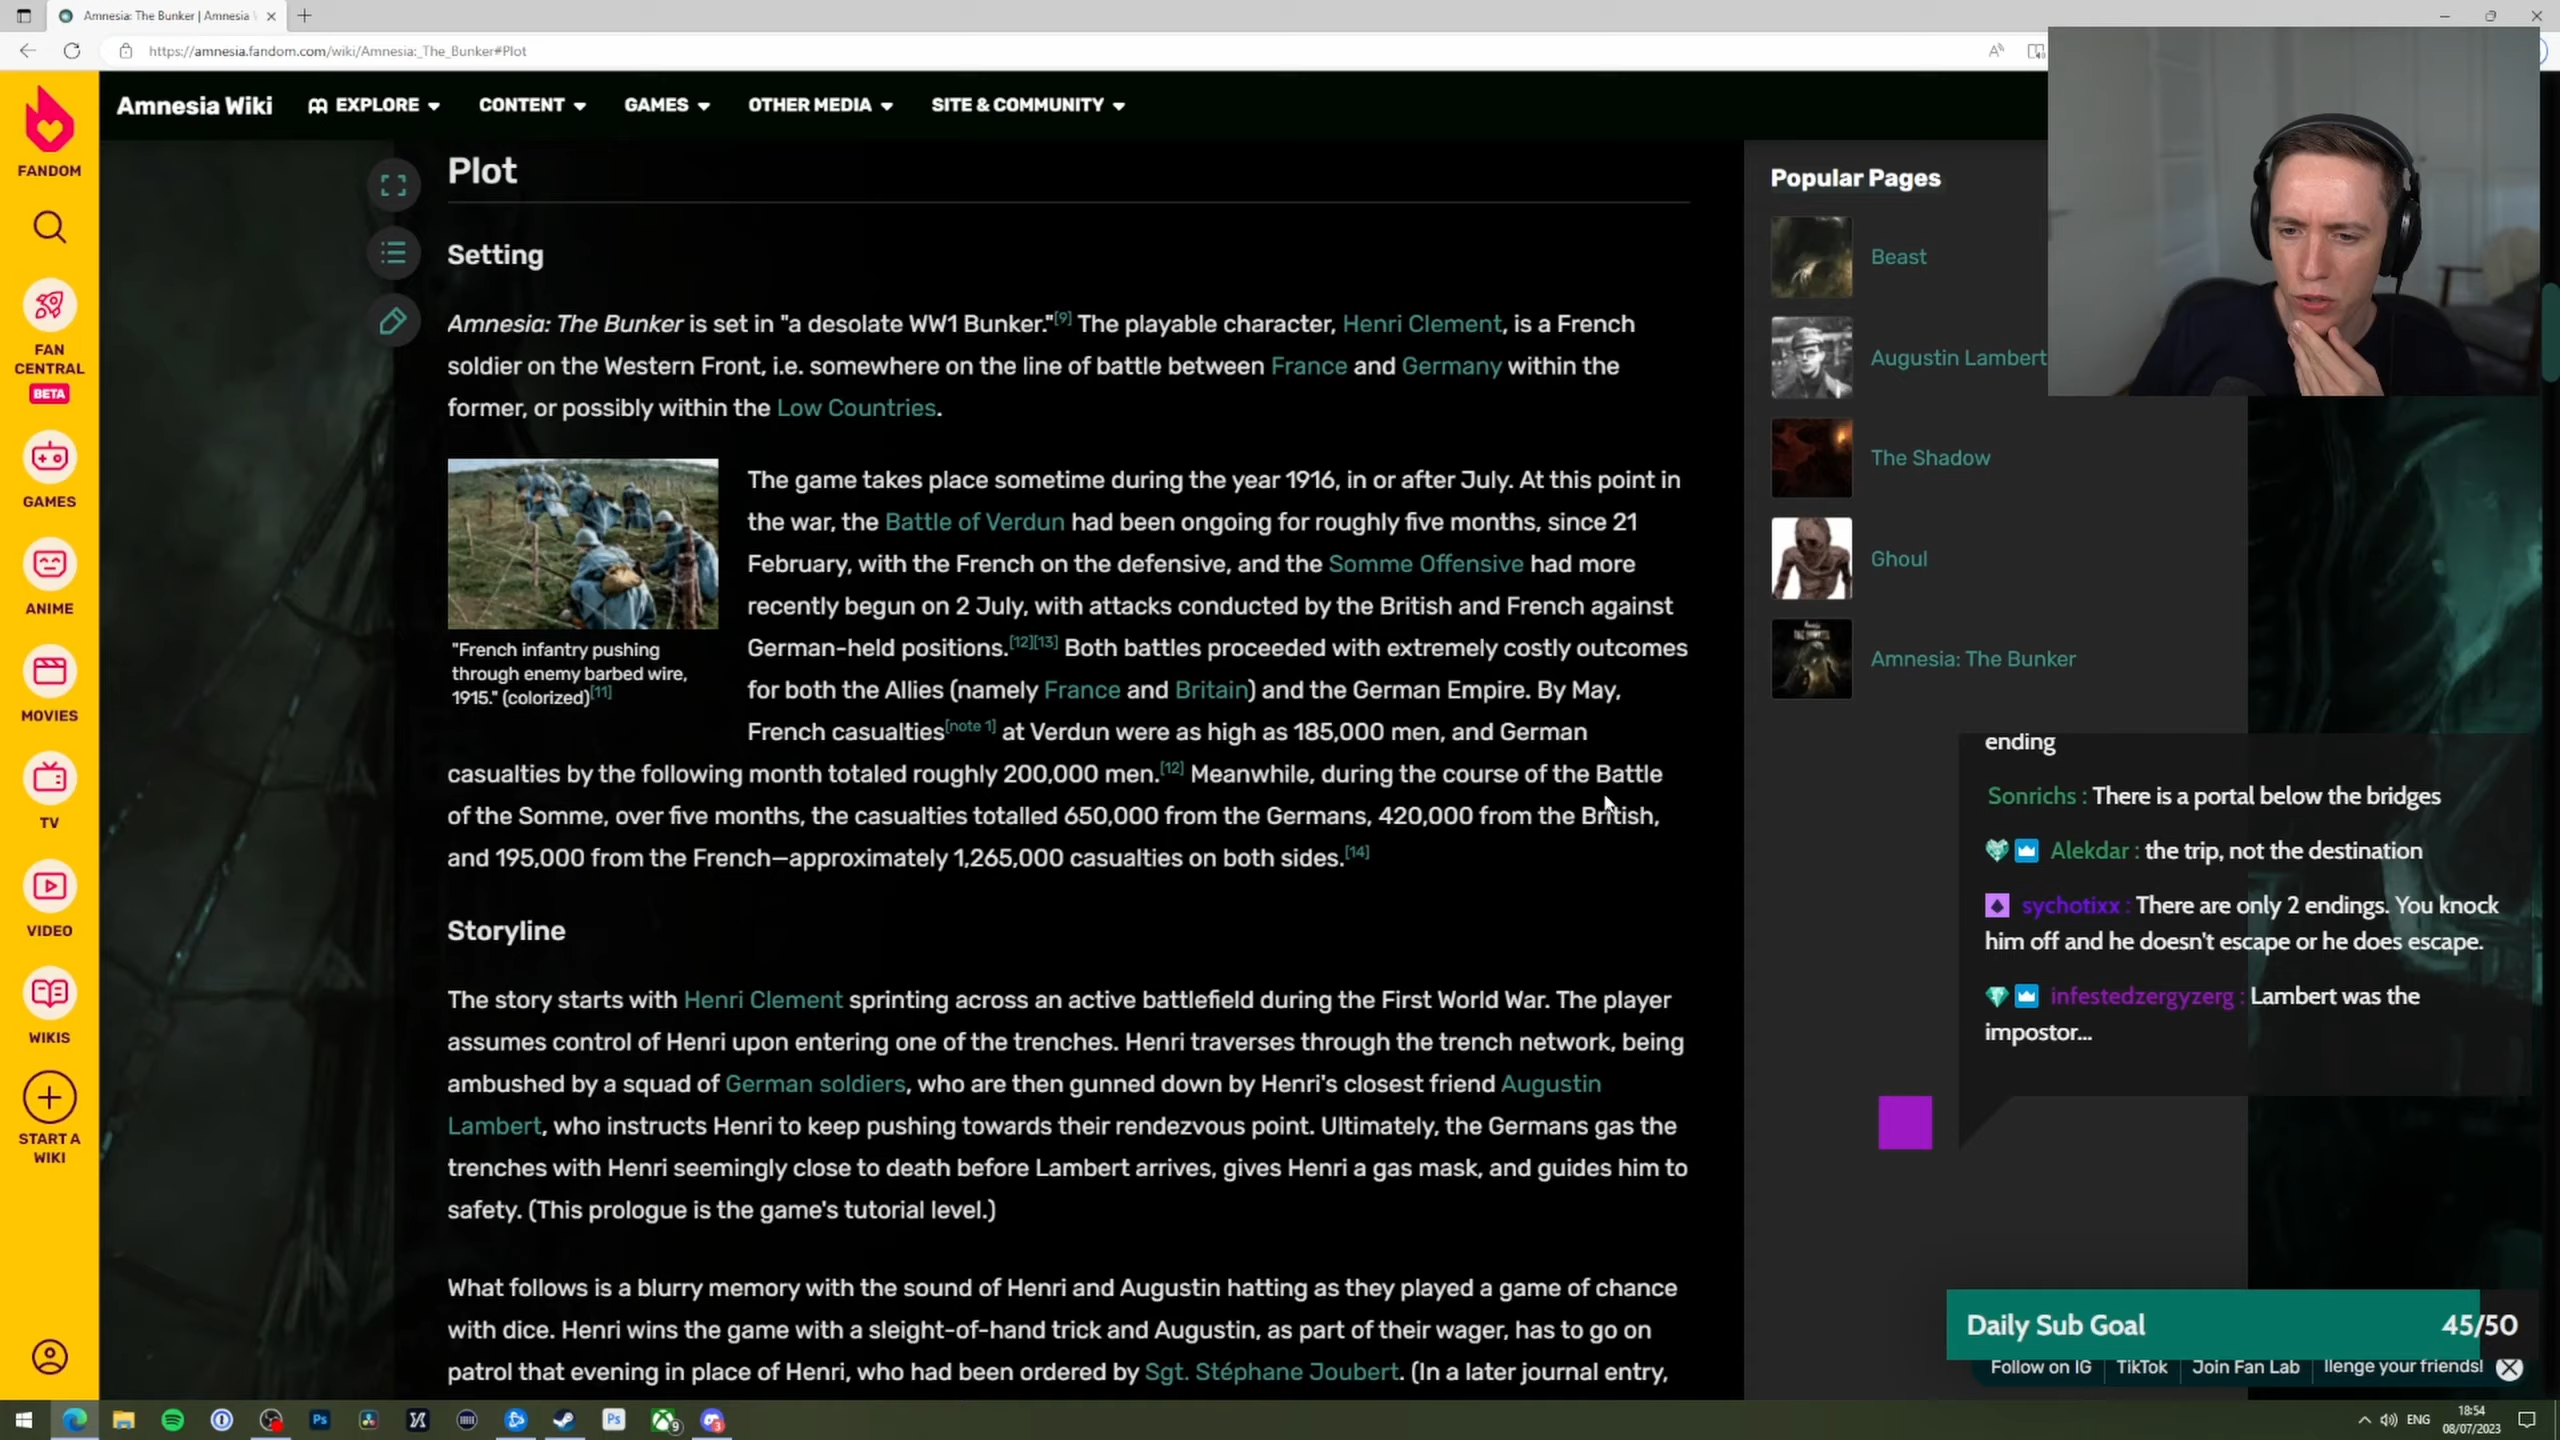 Amnesia: The Bunker | Amnesia
https://amnesia.fandom.com/wiki/Amnesia:_The_Bunker#Plot
FANDOM
FAN CENTRAL
BETA
GAMES
ANIME
MOVIES
TV
VIDEO
WIKIS
START A WIKI
Amnesia Wiki
EXPLORE
CONTENT
GAMES
OTHER MEDIA
SITE & COMMUNITY
Plot
Setting
Amnesia: The Bunker is set in "a desolate WW1 Bunker."[9] The playable character, Henri Clement, is a French
soldier on the Western Front, i.e. somewhere on the line of battle between France and Germany within the
former, or possibly within the Low Countries.
"French infantry pushing
through enemy barbed wire,
1915." (colorized)[11]
The game takes place sometime during the year 1916, in or after July. At this point in
the war, the Battle of Verdun had been ongoing for roughly five months, since 21
February, with the French on the defensive, and the Somme Offensive had more
recently begun on 2 July, with attacks conducted by the British and French against
German-held positions.[12][13] Both battles proceeded with extremely costly outcomes
for both the Allies (namely France and Britain) and the German Empire. By May,
French casualties[note 1] at Verdun were as high as 185,000 men, and German
casualties by the following month totaled roughly 200,000 men.[12] Meanwhile, during the course of the Battle
of the Somme, over five months, the casualties totalled 650,000 from the Germans, 420,000 from the British,
and 195,000 from the French—approximately 1,265,000 casualties on both sides.[14]
Storyline
The story starts with Henri Clement sprinting across an active battlefield during the First World War. The player
assumes control of Henri upon entering one of the trenches. Henri traverses through the trench network, being
ambushed by a squad of German soldiers, who are then gunned down by Henri's closest friend Augustin
Lambert, who instructs Henri to keep pushing towards their rendezvous point. Ultimately, the Germans gas the
trenches with Henri seemingly close to death before Lambert arrives, gives Henri a gas mask, and guides him to
safety. (This prologue is the game's tutorial level.)
What follows is a blurry memory with the sound of Henri and Augustin hatting as they played a game of chance
with dice. Henri wins the game with a sleight-of-hand trick and Augustin, as part of their wager, has to go on
patrol that evening in place of Henri, who had been ordered by Sgt. Stéphane Joubert. (In a later journal entry,
Popular Pages
Beast
Augustin Lambert
The Shadow
Ghoul
Amnesia: The Bunker
ending
Sonrichs : There is a portal below the bridges
Alekdar : the trip, not the destination
sychotixx : There are only 2 endings. You knock
him off and he doesn't escape or he does escape.
infestedzergyzerg : Lambert was the
impostor...
Daily Sub Goal 45/50
Follow on IG
TikTok
Join Fan Lab
llenge your friends!
Ps
Ps
9
3
ENG
18:54
08/07/2023